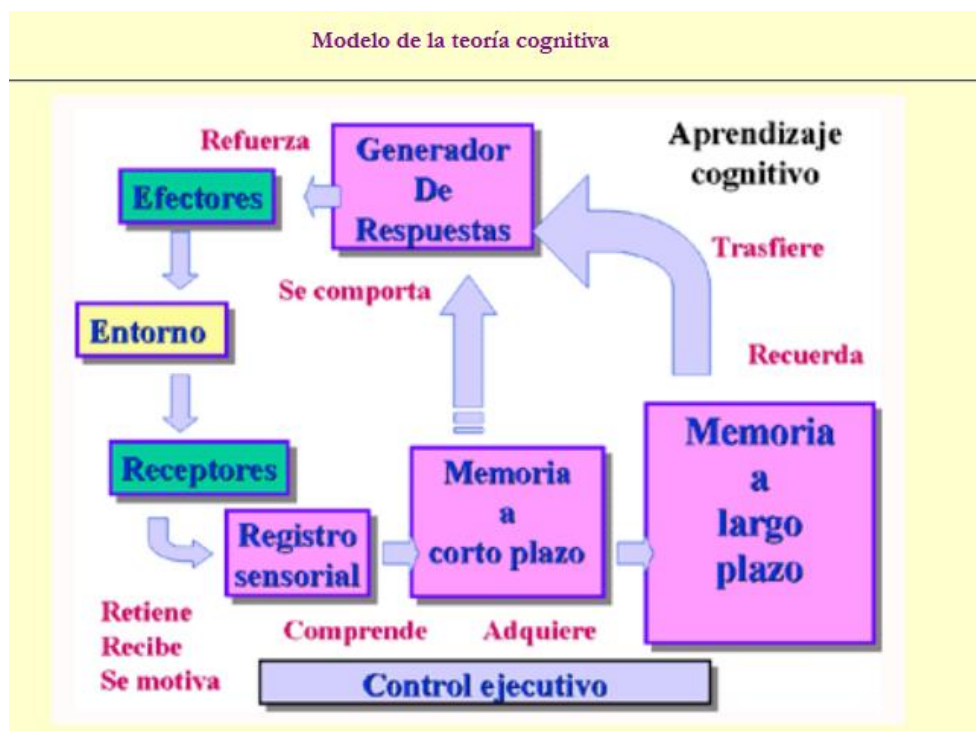 Modelo de la teoría cognitiva
Aprendizaje
cognitivo
Refuerza
Generador
De
Respuestas
Efectores
Trasfiere
Se comporta
Entorno
Recuerda
Receptores
Memoria
a
corto plazo
Memoria
a
largo
plazo
Registro
sensorial
Retiene
Recibe
Se motiva
Comprende
Adquiere
Control ejecutivo